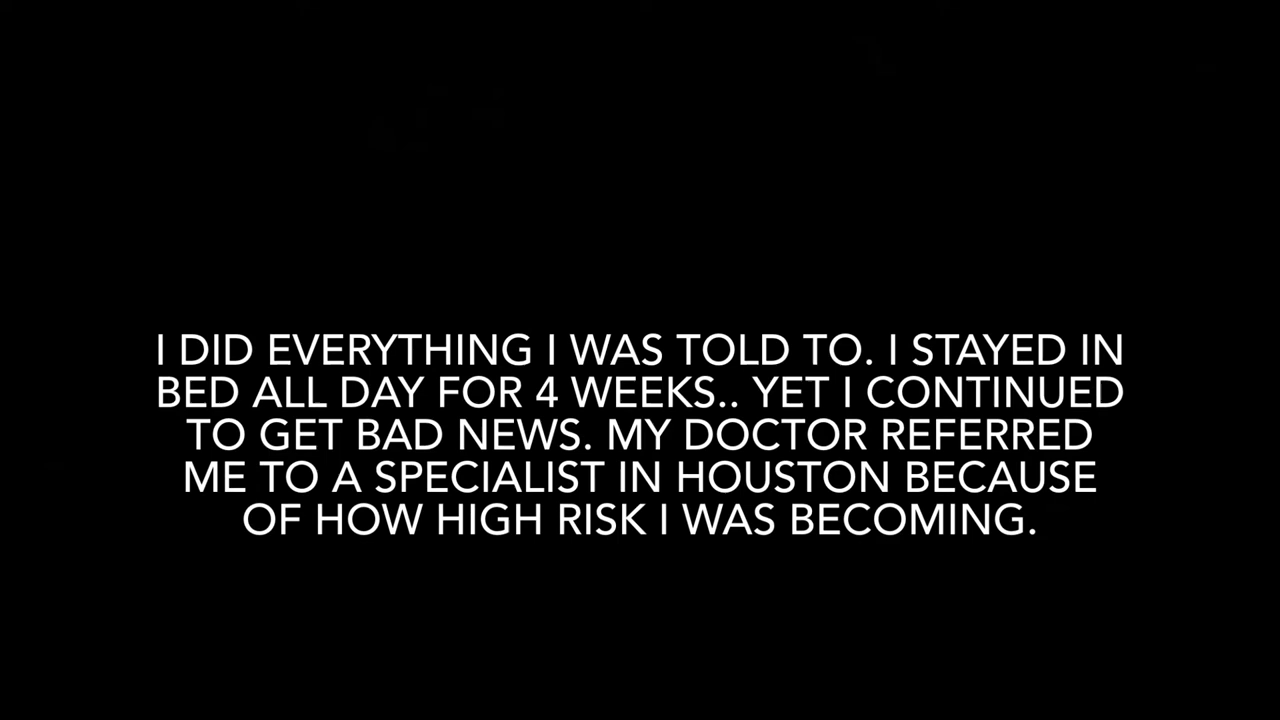 I DID EVERYTHING I WAS TOLD TO. I STAYED IN
BED ALL DAY FOR 4 WEEKS.. YET I CONTINUED
TO GET BAD NEWS. MY DOCTOR REFERRED
ME TO A SPECIALIST IN HOUSTON BECAUSE
OF HOW HIGH RISK I WAS BECOMING.